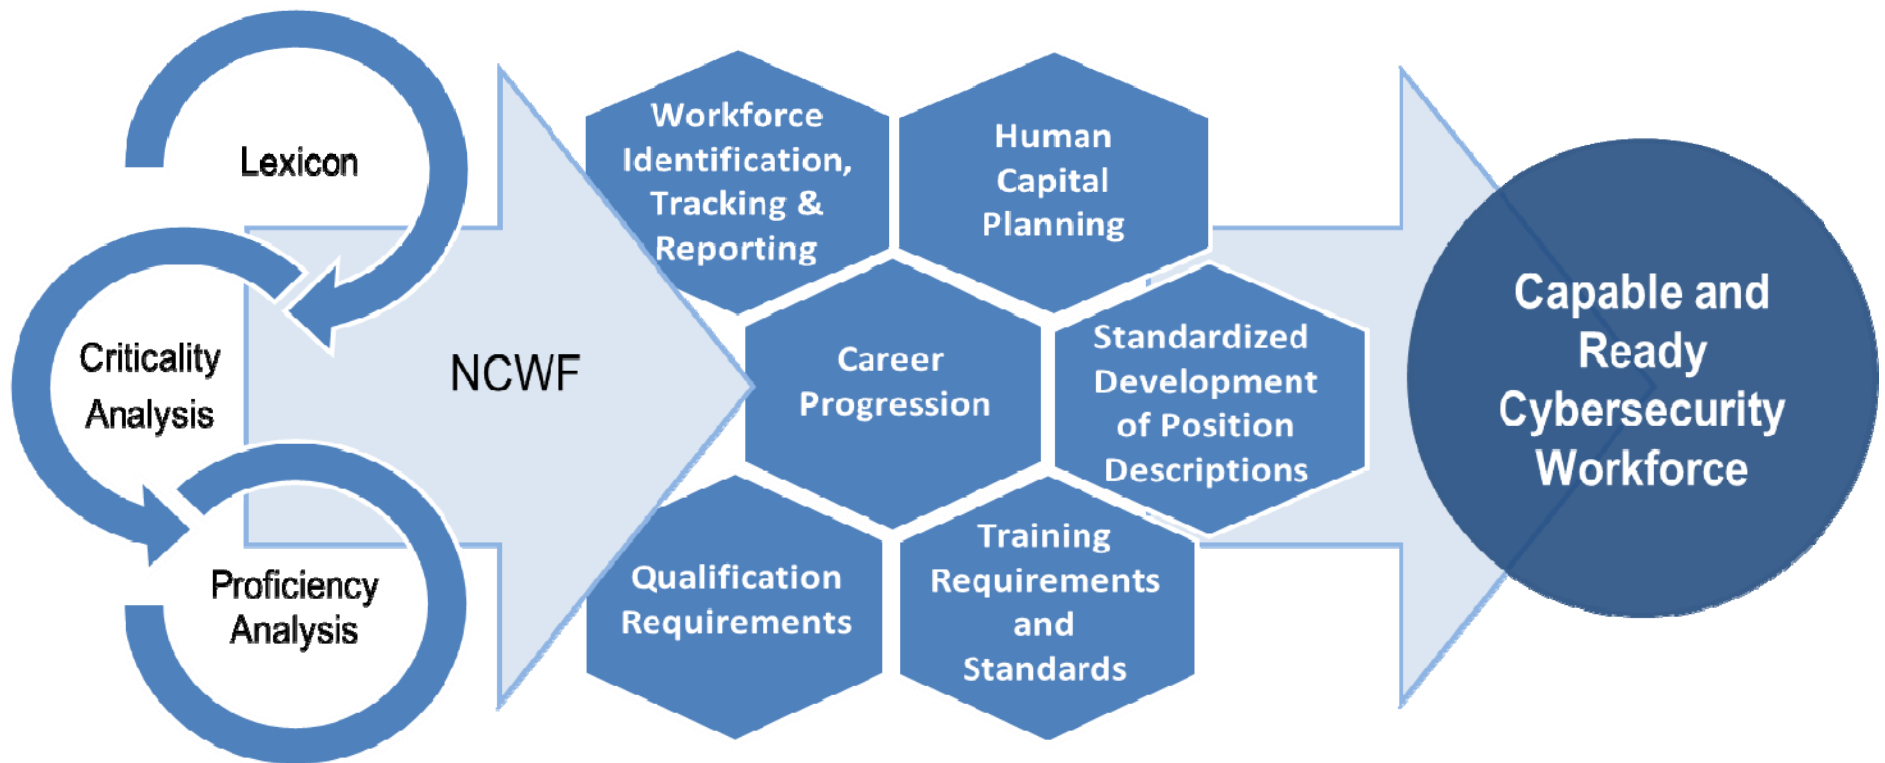 Lexicon
Criticality
Analysis
Proficiency
Analysis
NCWF
Workforce
Identification,
Tracking &
Reporting
Human
Capital
Planning
Career
Progression
Standardized
Development
of Position
Descriptions
Qualification
Requirements
Training
Requirements
and
Standards
Capable and
Ready
Cybersecurity
Workforce